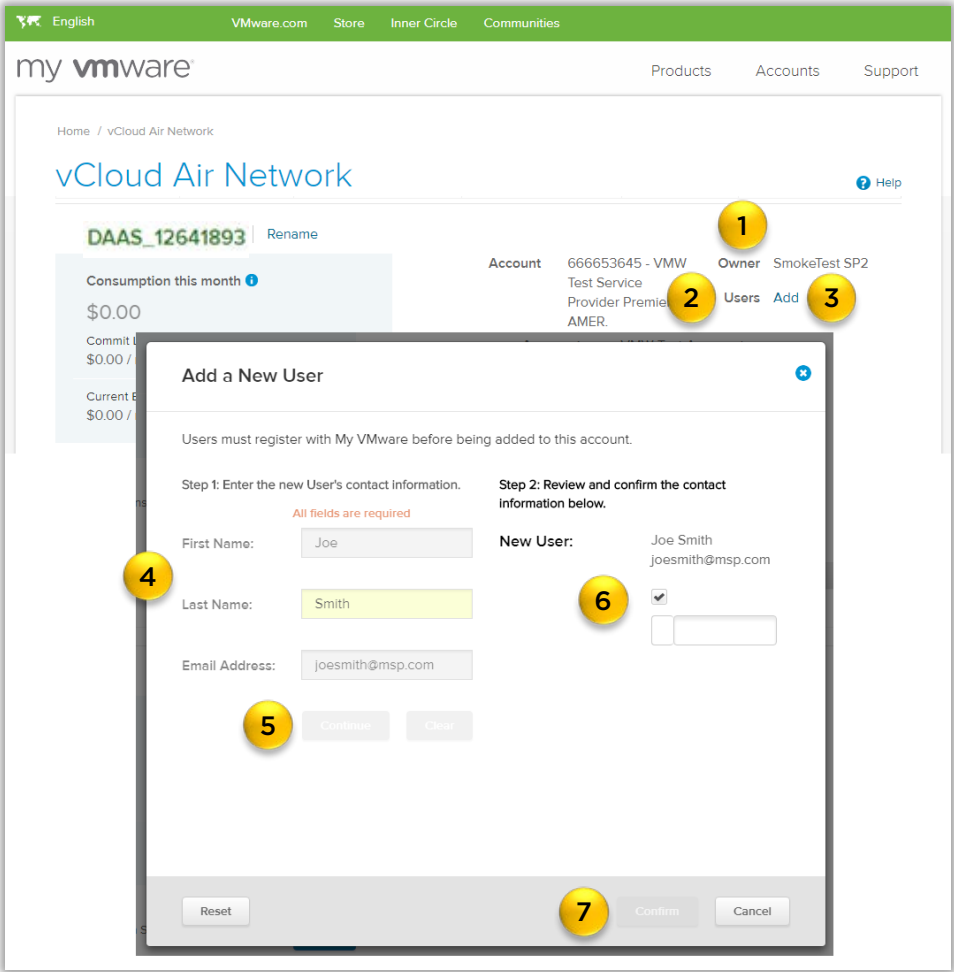 English VMware.com Store Inner Circle Communities
my vmware
Products Accounts Support
Home / vCloud Air Network
vCloud Air Network
Help
1
DAAS_12641893 Rename
Account 666653645 - VMW Owner SmokeTest SP2
Test Service
2 Users Add 3
Provider Premie
AMER.
Consumption this month
$0.00
Commit L
$0.00 /
Current E
$0.00 /
Add a New User
Users must register with My VMware before being added to this account.
Step 1: Enter the new User's contact information.
All fields are required
First Name: Joe
4
Last Name: Smith
Email Address: joesmith@msp.com
5 Continue Clear
Step 2: Review and confirm the contact
information below.
New User: Joe Smith
joesmith@msp.com
6
Reset 7 Confirm Cancel